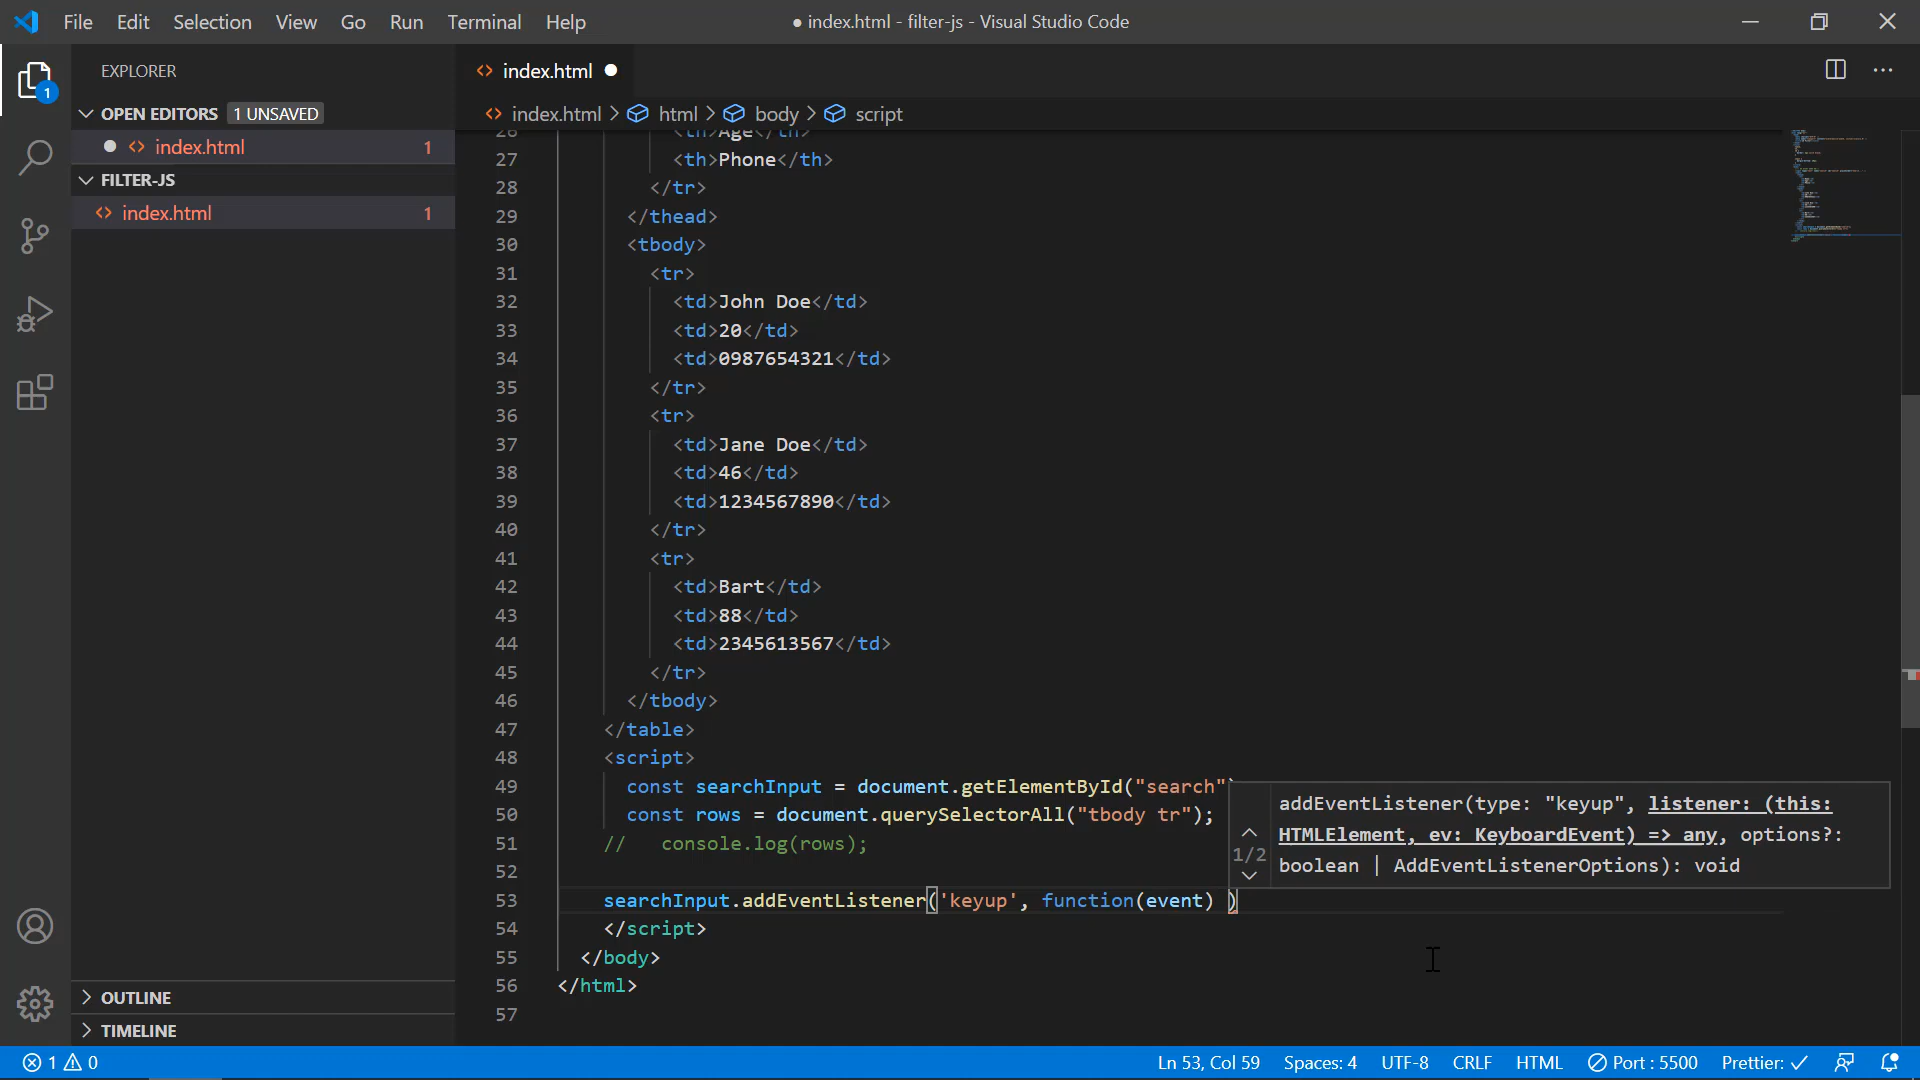 File Edit Selection View Go Run Terminal Help
● index.html - filter-js - Visual Studio Code
EXPLORER
OPEN EDITORS 1 UNSAVED
index.html 1
FILTER-JS
index.html 1
OUTLINE
TIMELINE
1
index.html
index.html > html > body > script
26 <th>Age</th>
27 <th>Phone</th>
28 </tr>
29 </thead>
30 <tbody>
31 <tr>
32 <td>John Doe</td>
33 <td>20</td>
34 <td>0987654321</td>
35 </tr>
36 <tr>
37 <td>Jane Doe</td>
38 <td>46</td>
39 <td>1234567890</td>
40 </tr>
41 <tr>
42 <td>Bart</td>
43 <td>88</td>
44 <td>2345613567</td>
45 </tr>
46 </tbody>
47 </table>
48 <script>
49 const searchInput = document.getElementById("search")
50 const rows = document.querySelectorAll("tbody tr");
51 // console.log(rows);
52
53 searchInput.addEventListener('keyup', function(event) )
54 </script>
55 </body>
56 </html>
57
addEventListener(type: "keyup", listener: (this:
HTMLElement, ev: KeyboardEvent) => any, options?:
1/2
boolean | AddEventListenerOptions): void
1 0
Ln 53, Col 59 Spaces: 4 UTF-8 CRLF HTML Port : 5500 Prettier: ✓